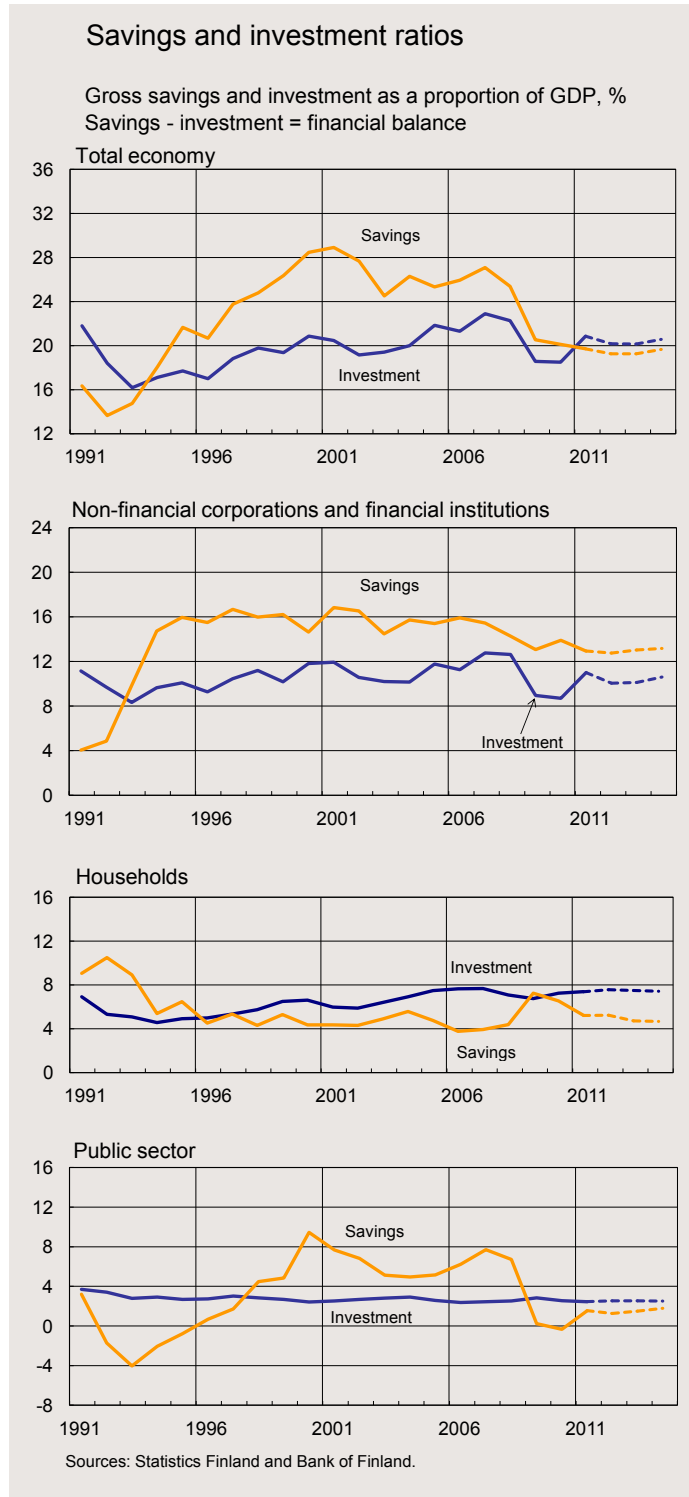 Savings and investment ratios
Gross savings and investment as a proportion of GDP, %
Savings - investment = financial balance
Total economy
36
32
28
24
20
16
12
Savings
Investment
1991 1996 2001 2006 2011
Non-financial corporations and financial institutions
24
20
16
12
8
4
0
Savings
Investment
1991 1996 2001 2006 2011
Households
16
12
8
4
0
Investment
Savings
1991 1996 2001 2006 2011
Public sector
16
12
8
4
0
-4
-8
Savings
Investment
1991 1996 2001 2006 2011
Sources: Statistics Finland and Bank of Finland.